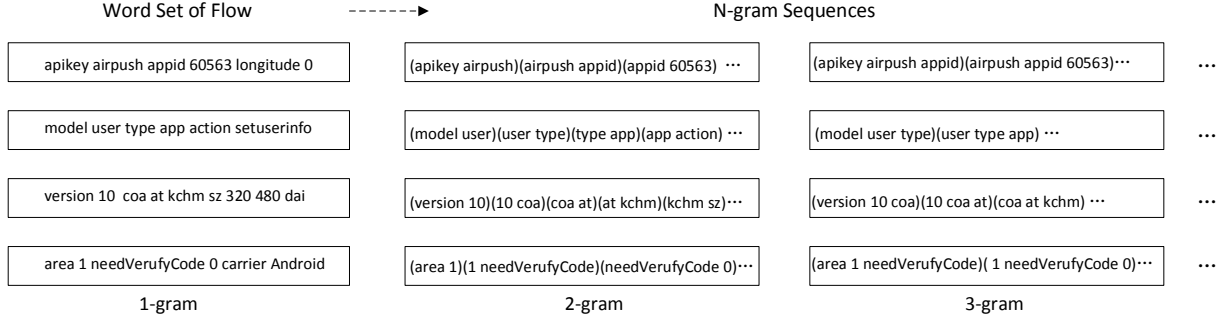 Word Set of Flow N-gram Sequences
apikey airpush appid 60563 longitude 0 (apikey airpush)(airpush appid)(appid 60563) ··· (apikey airpush appid)(airpush appid 60563)··· ...
model user type app action setuserinfo (model user)(user type)(type app)(app action) ··· (model user type)(user type app) ··· ...
version 10 coa at kchm sz 320 480 dai (version 10)(10 coa)(coa at)(at kchm)(kchm sz)··· (version 10 coa)(10 coa at)(coa at kchm) ··· ...
area 1 needVerufyCode 0 carrier Android (area 1)(1 needVerufyCode)(needVerufyCode 0)··· (area 1 needVerufyCode)( 1 needVerufyCode 0)··· ...
1-gram 2-gram 3-gram